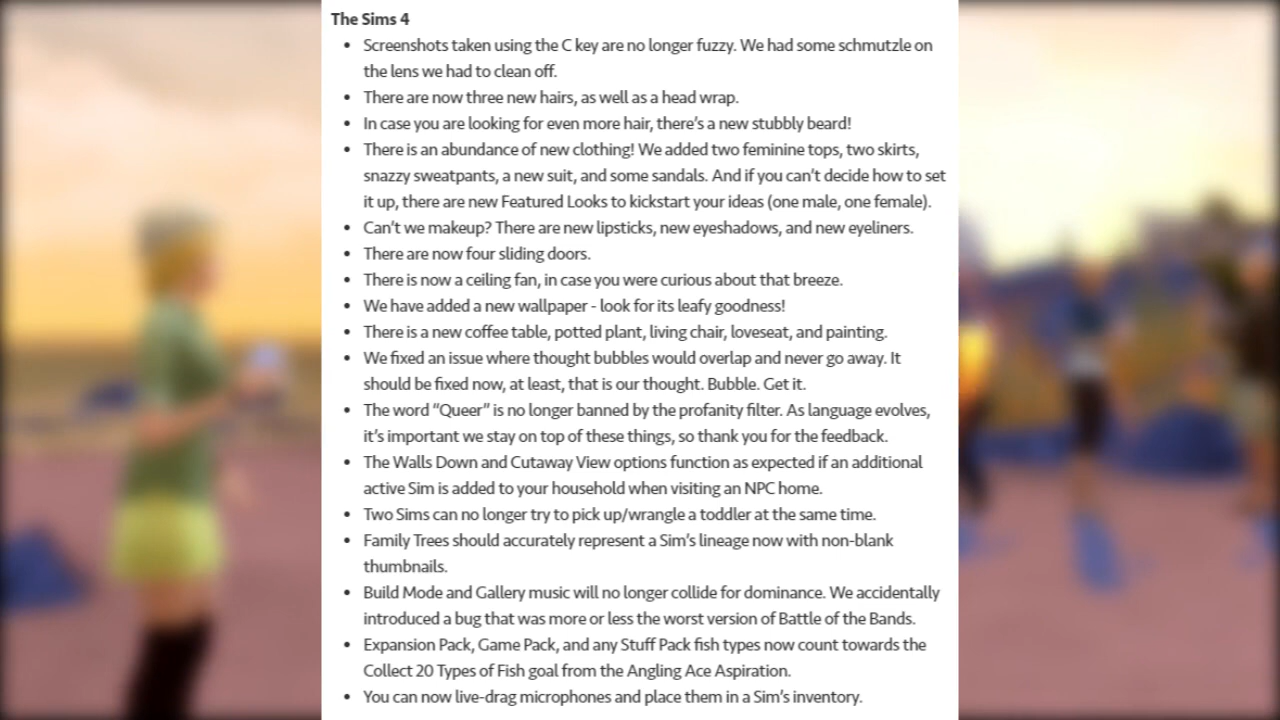 The Sims 4
• Screenshots taken using the C key are no longer fuzzy. We had some schmutzle on
the lens we had to clean off.
• There are now three new hairs, as well as a head wrap.
• In case you are looking for even more hair, there's a new stubbly beard!
• There is an abundance of new clothing! We added two feminine tops, two skirts,
snazzy sweatpants, a new suit, and some sandals. And if you can't decide how to set
it up, there are new Featured Looks to kickstart your ideas (one male, one female).
• Can't we makeup? There are new lipsticks, new eyeshadows, and new eyeliners.
• There are now four sliding doors.
• There is now a ceiling fan, in case you were curious about that breeze.
• We have added a new wallpaper - look for its leafy goodness!
• There is a new coffee table, potted plant, living chair, loveseat, and painting.
• We fixed an issue where thought bubbles would overlap and never go away. It
should be fixed now, at least, that is our thought. Bubble. Get it.
• The word “Queer” is no longer banned by the profanity filter. As language evolves,
it's important we stay on top of these things, so thank you for the feedback.
• The Walls Down and Cutaway View options function as expected if an additional
active Sim is added to your household when visiting an NPC home.
• Two Sims can no longer try to pick up/wrangle a toddler at the same time.
• Family Trees should accurately represent a Sim's lineage now with non-blank
thumbnails.
• Build Mode and Gallery music will no longer collide for dominance. We accidentally
introduced a bug that was more or less the worst version of Battle of the Bands.
• Expansion Pack, Game Pack, and any Stuff Pack fish types now count towards the
Collect 20 Types of Fish goal from the Angling Ace Aspiration.
• You can now live-drag microphones and place them in a Sim's inventory.